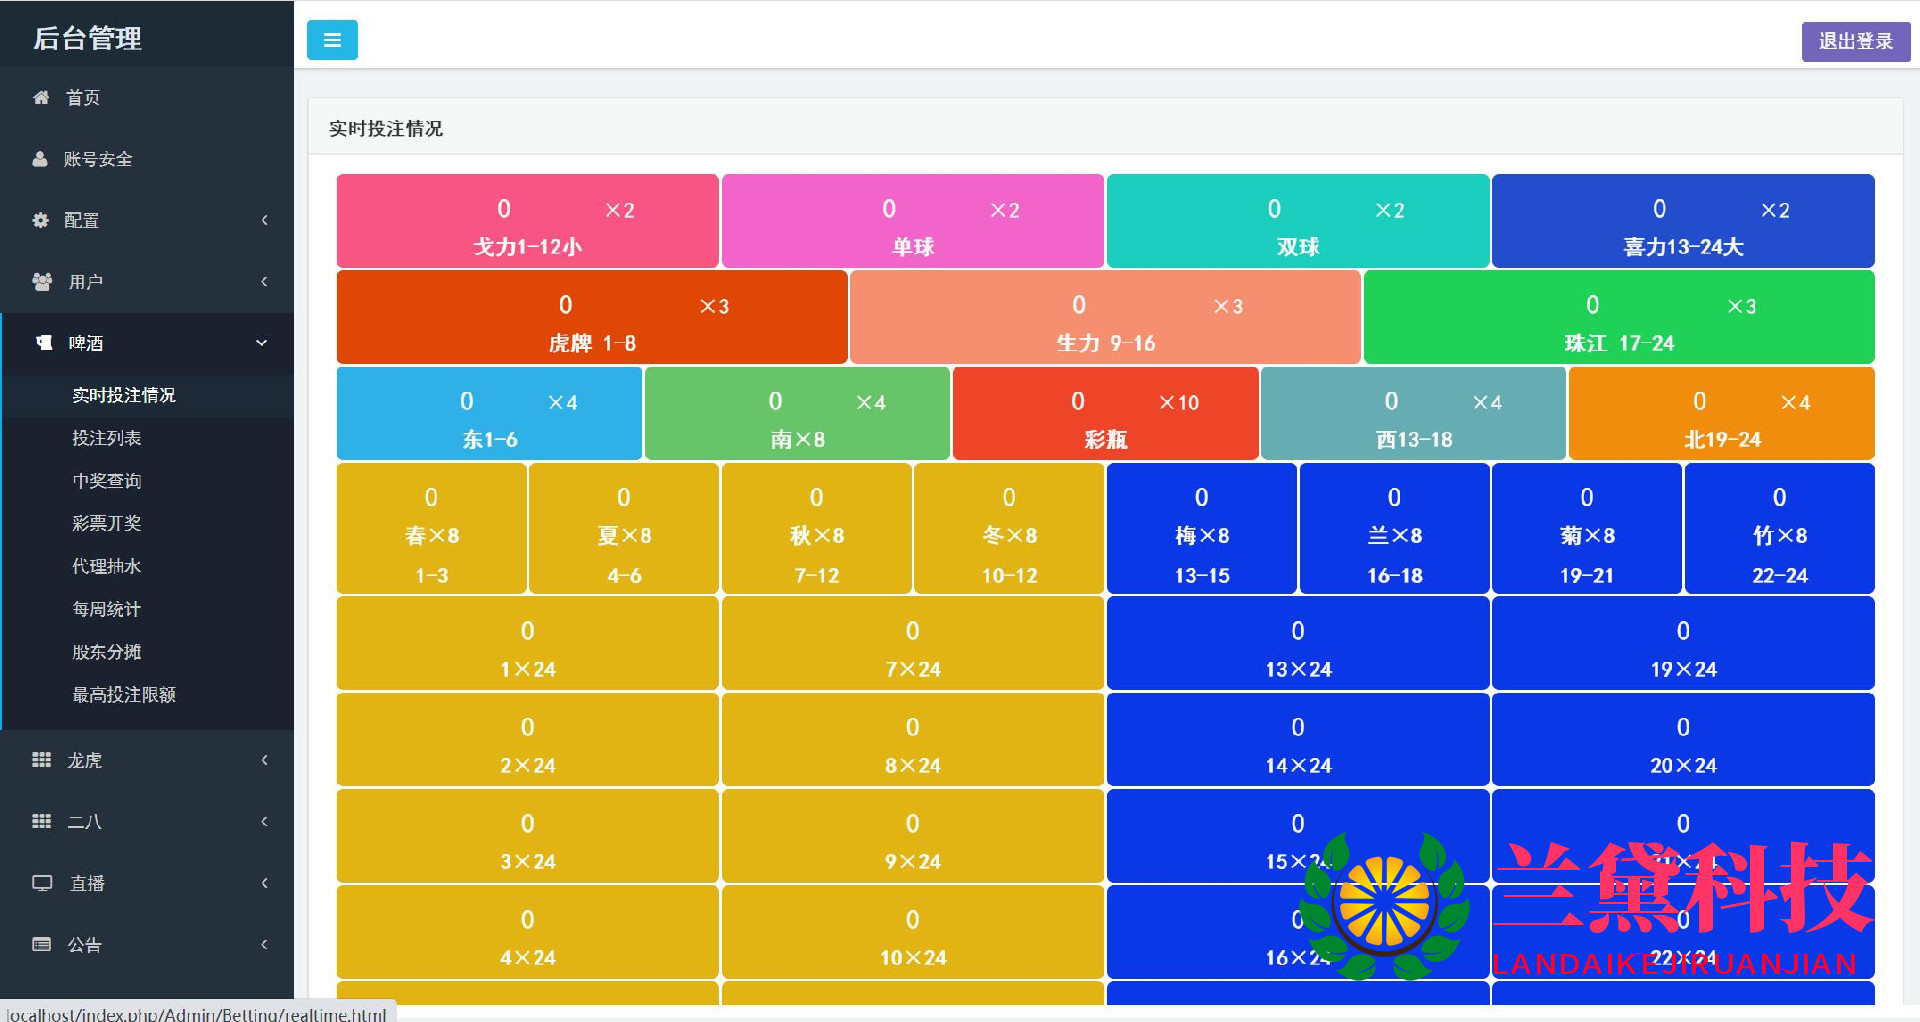 后台管理
退出登录
首页
账号安全
配置
用户
啤酒
实时投注情况
投注列表
中奖查询
彩票开奖
代理抽水
每周统计
股东分摊
最高投注限额
龙虎
二八
直播
公告
实时投注情况
0 ×2
戈力1-12小
0 ×2
单球
0 ×2
双球
0 ×2
喜力13-24大
0 ×3
虎牌 1-8
0 ×3
生力 9-16
0 ×3
珠江 17-24
0 ×4
东1-6
0 ×4
南×8
0 ×10
彩瓶
0 ×4
西13-18
0 ×4
北19-24
0
春×8
1-3
0
夏×8
4-6
0
秋×8
7-12
0
冬×8
10-12
0
梅×8
13-15
0
兰×8
16-18
0
菊×8
19-21
0
竹×8
22-24
0
1×24
0
7×24
0
13×24
0
19×24
0
2×24
0
8×24
0
14×24
0
20×24
0
3×24
0
9×24
0
15×24
0
21×24
0
4×24
0
10×24
0
16×24
0
22×24
兰黛科技
LANDAIKEJIRUANJIAN
localhost/index.php/Admin/Betting/realtime.html